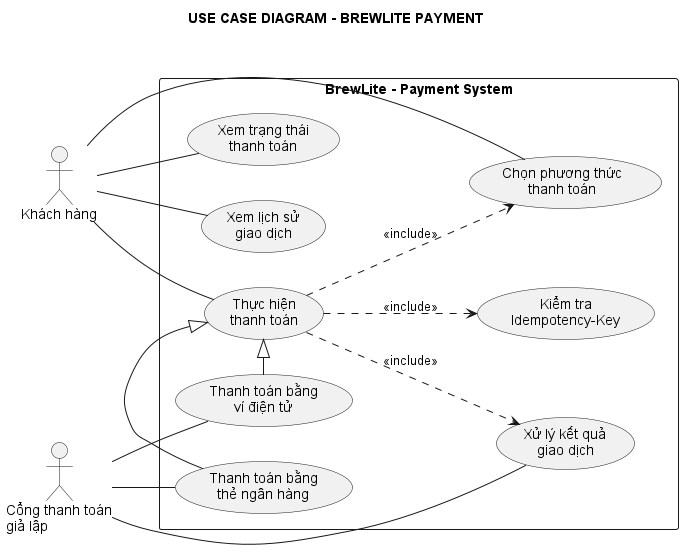 USE CASE DIAGRAM - BREWLITE PAYMENT
BrewLite - Payment System
Xem trạng thái
thanh toán
Chọn phương thức
thanh toán
Khách hàng
Xem lịch sử
giao dịch
«include»
Thực hiện
thanh toán
«include»
Kiểm tra
Idempotency-Key
«include»
Thanh toán bằng
ví điện tử
Xử lý kết quả
giao dịch
Thanh toán bằng
thẻ ngân hàng
Cổng thanh toán
giả lập